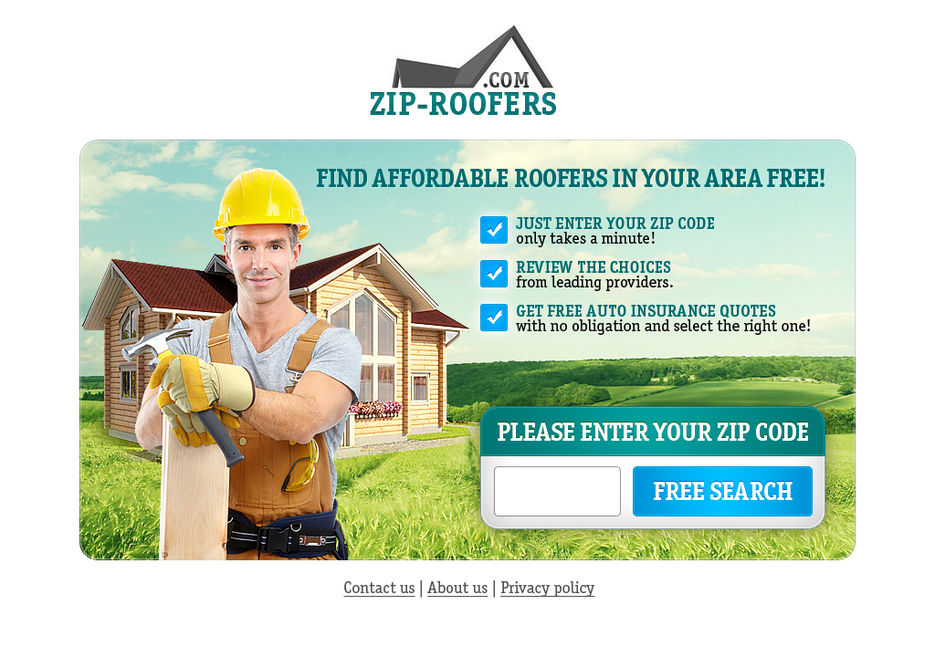 .COM
ZIP-ROOFERS
FIND AFFORDABLE ROOFERS IN YOUR AREA FREE!
JUST ENTER YOUR ZIP CODE
only takes a minute!
REVIEW THE CHOICES
from leading providers.
GET FREE AUTO INSURANCE QUOTES
with no obligation and select the right one!
PLEASE ENTER YOUR ZIP CODE
FREE SEARCH
Contact us | About us | Privacy policy